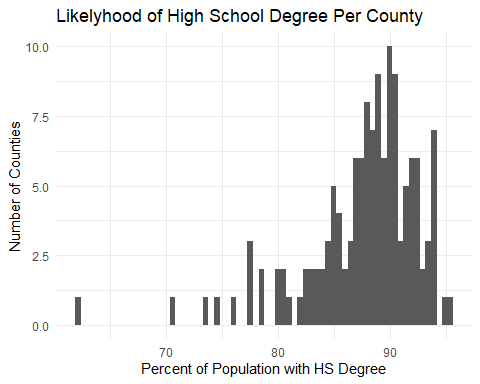 Likelyhood of High School Degree Per County
10.0
7.5
5.0
2.5
0.0
Number of Counties
70
80
90
Percent of Population with HS Degree